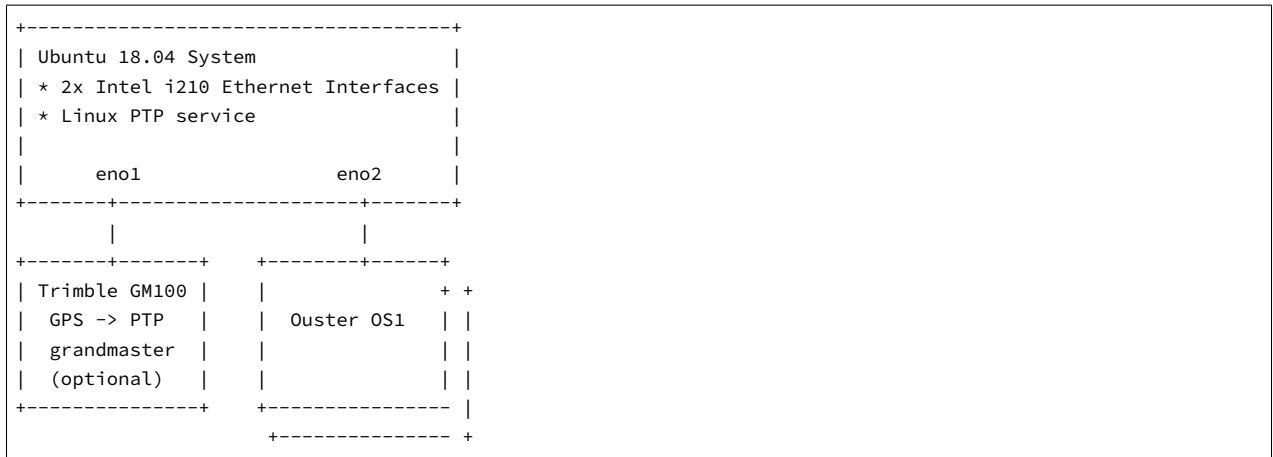 Ubuntu 18.04 System
* 2x Intel i210 Ethernet Interfaces
* Linux PTP service
eno1 eno2
Trimble GM100
GPS -> PTP Ouster OS1
grandmaster
(optional)